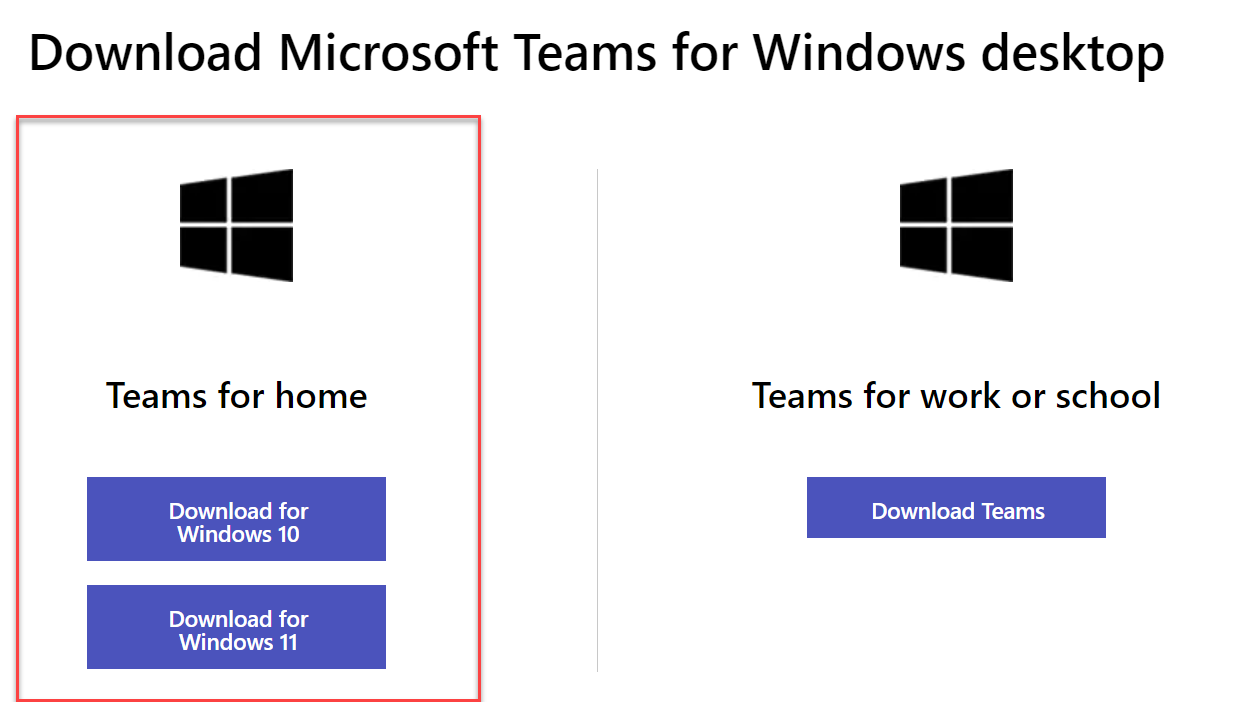 Download Microsoft Teams for Windows desktop
Teams for home
Download for
Windows 10
Download for
Windows 11
Teams for work or school
Download Teams